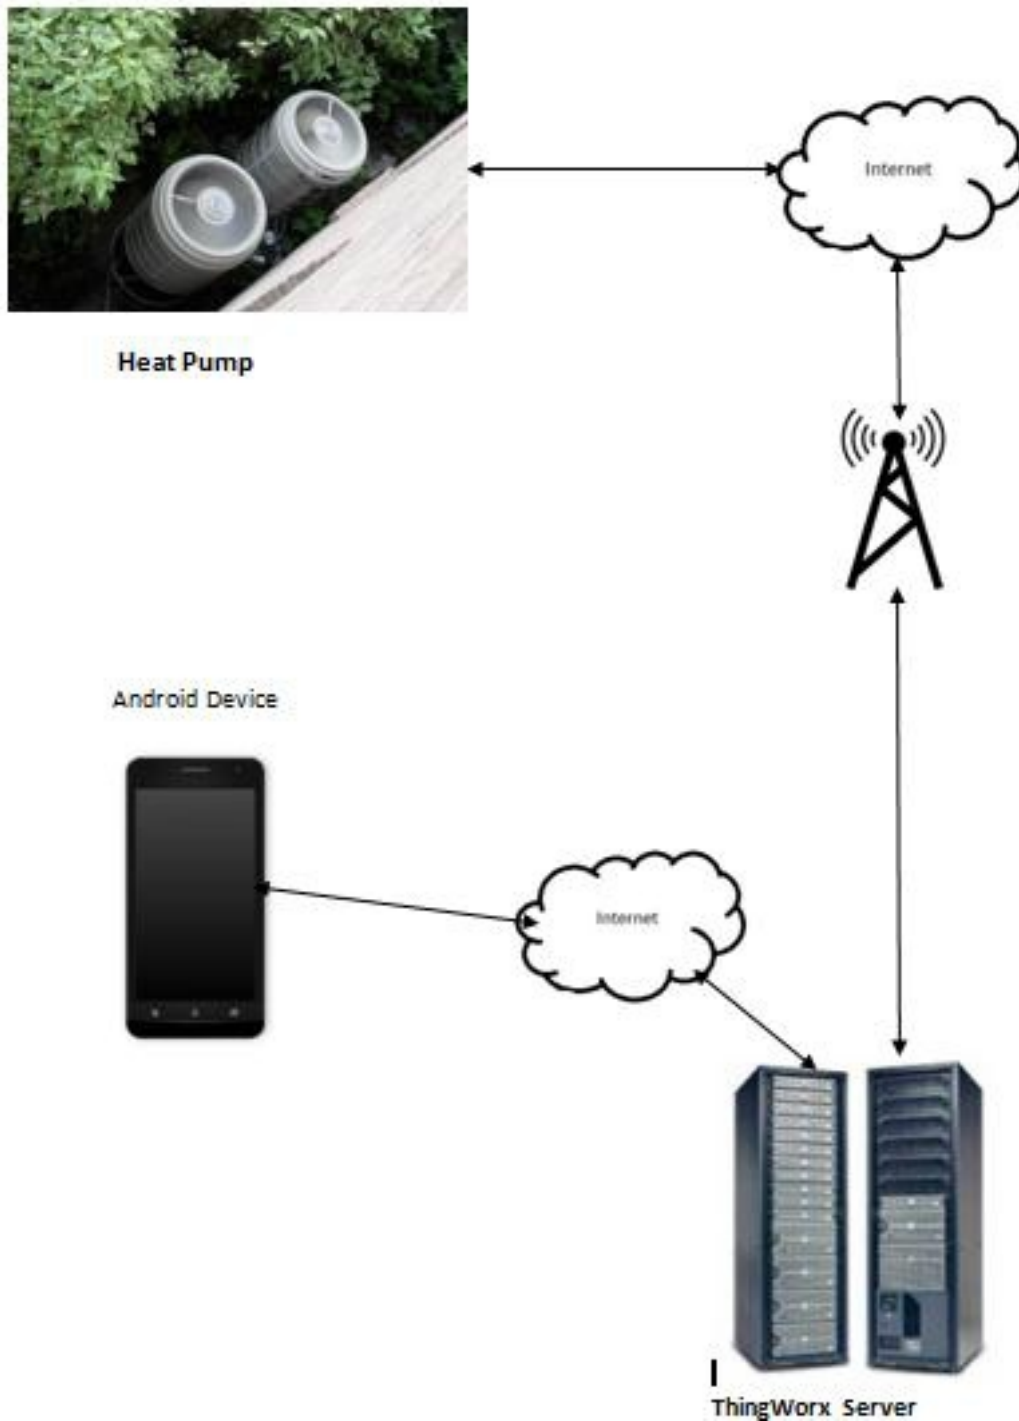 Internet
Heat Pump
Android Device
Internet
ThingWorx Server